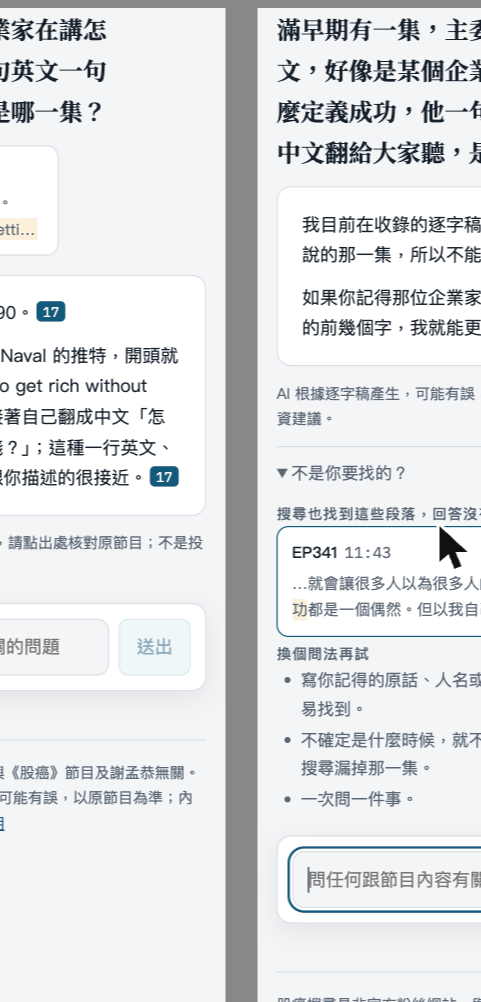 業家在講怎
句英文一句
是哪一集？
。
etti...
90。 17
Naval 的推特，開頭就
o get rich without
接著自己翻成中文「怎
後？」；這種一行英文、
跟你描述的很接近。 17
，請點出處核對原節目；不是投
關的問題
送出
與《股癌》節目及謝孟恭無關。
可能有誤，以原節目為準；內
滿早期有一集，主委
文，好像是某個企業
麼定義成功，他一句
中文翻給大家聽，是
我目前在收錄的逐字稿
說的那一集，所以不能
如果你記得那位企業家
的前幾個字，我就能更
AI 根據逐字稿產生，可能有誤
資建議。
▼不是你要找的？
搜尋也找到這些段落，回答沒有
EP341 11:43
...就會讓很多人以為很多人的
功都是一個偶然。但以我自己
換個問法再試
• 寫你記得的原話、人名或
易找到。
• 不確定是什麼時候，就不
搜尋漏掉那一集。
• 一次問一件事。
問任何跟節目內容有關